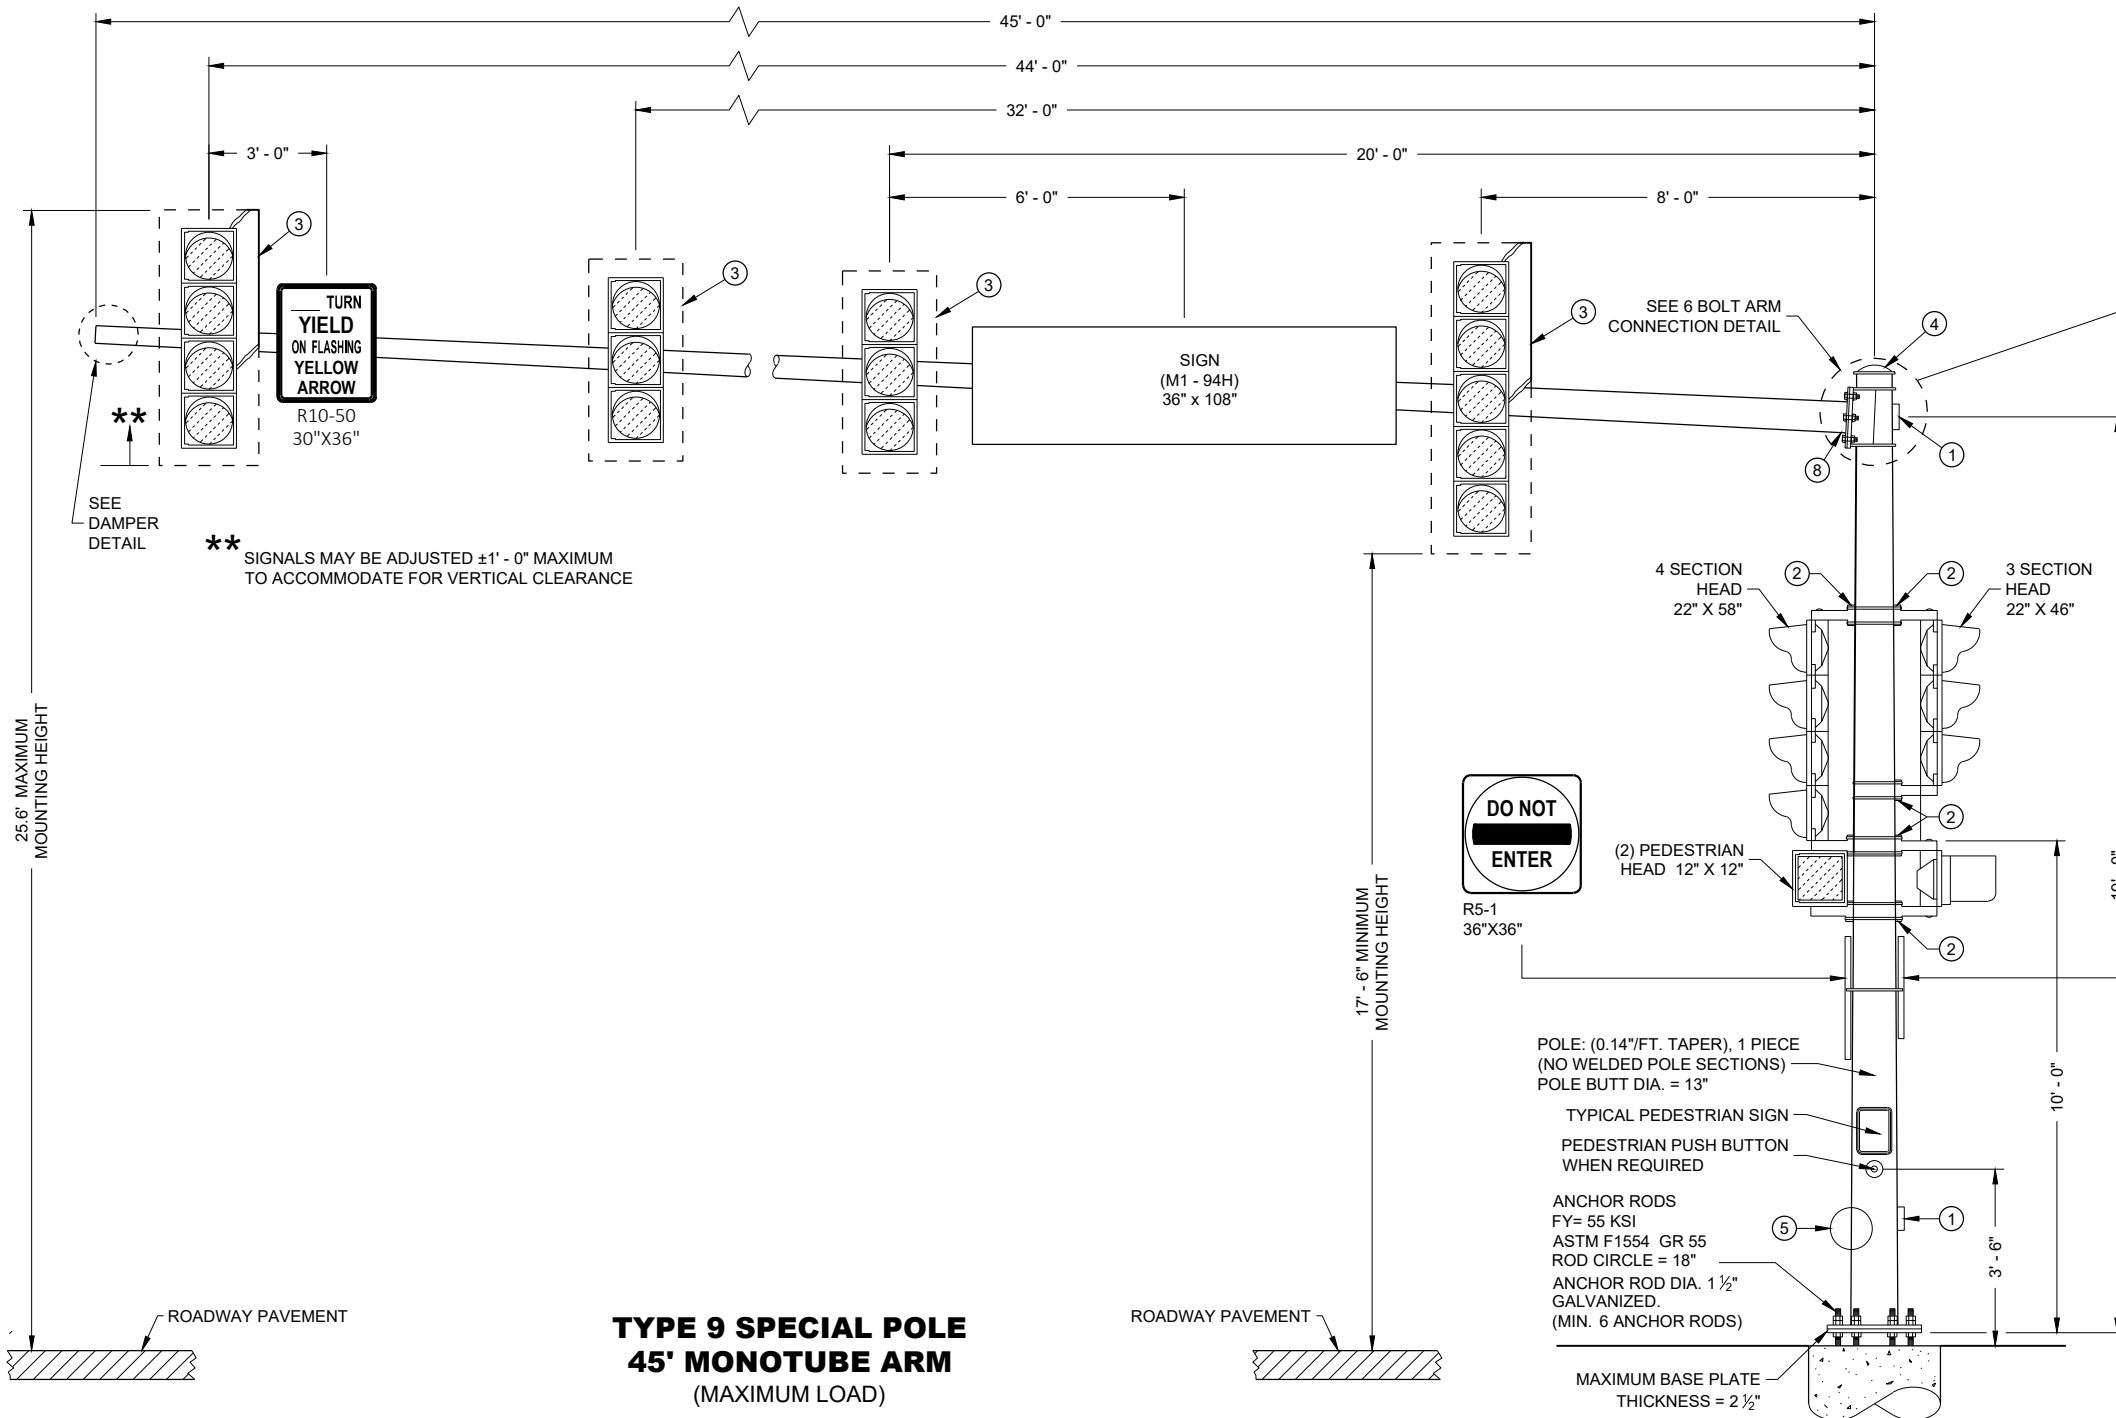 45' - 0"
44' - 0"
32' - 0"
20' - 0"
3' - 0"
6' - 0"
8' - 0"
3
3
3
3
TURN
YIELD
ON FLASHING
YELLOW
ARROW
R10-50
30"X36"
**
SEE
DAMPER
DETAIL
** SIGNALS MAY BE ADJUSTED ±1' - 0" MAXIMUM
TO ACCOMMODATE FOR VERTICAL CLEARANCE
SIGN
(M1 - 94H)
36" x 108"
SEE 6 BOLT ARM
CONNECTION DETAIL
4
1
8
4 SECTION
HEAD
22" X 58"
2
2
3 SECTION
HEAD
22" X 46"
25.6' MAXIMUM
MOUNTING HEIGHT
17' - 6" MINIMUM
MOUNTING HEIGHT
DO NOT
ENTER
R5-1
36"X36"
2
(2) PEDESTRIAN
HEAD 12" X 12"
2
POLE: (0.14"/FT. TAPER), 1 PIECE
(NO WELDED POLE SECTIONS)
POLE BUTT DIA. = 13"
10' - 0"
TYPICAL PEDESTRIAN SIGN
PEDESTRIAN PUSH BUTTON
WHEN REQUIRED
ANCHOR RODS
FY= 55 KSI
ASTM F1554 GR 55
ROD CIRCLE = 18"
ANCHOR ROD DIA. 1 ½"
GALVANIZED.
(MIN. 6 ANCHOR RODS)
5
1
3' - 6"
MAXIMUM BASE PLATE
THICKNESS = 2 ½"
ROADWAY PAVEMENT
ROADWAY PAVEMENT
TYPE 9 SPECIAL POLE
45' MONOTUBE ARM
(MAXIMUM LOAD)